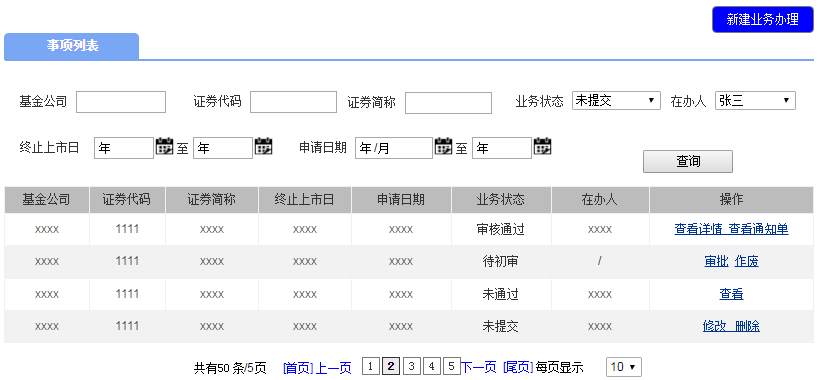 新建业务办理
事项列表
基金公司 证券代码 证券简称 业务状态 未提交 在办人 张三
终止上市日 年 至 年 申请日期 年/月 至 年
查询
基金公司 证券代码 证券简称 终止上市日 申请日期 业务状态 在办人 操作
xxxx 1111 xxxx xxxx xxxx 审核通过 xxxx 查看详情 查看通知单
xxxx 1111 xxxx xxxx xxxx 待初审 / 审批 作废
xxxx 1111 xxxx xxxx xxxx 未通过 xxxx 查看
xxxx 1111 xxxx xxxx xxxx 未提交 xxxx 修改 删除
共有50 条/5页 [首页] 上一页 1 2 3 4 5 下一页 [尾页] 每页显示 10